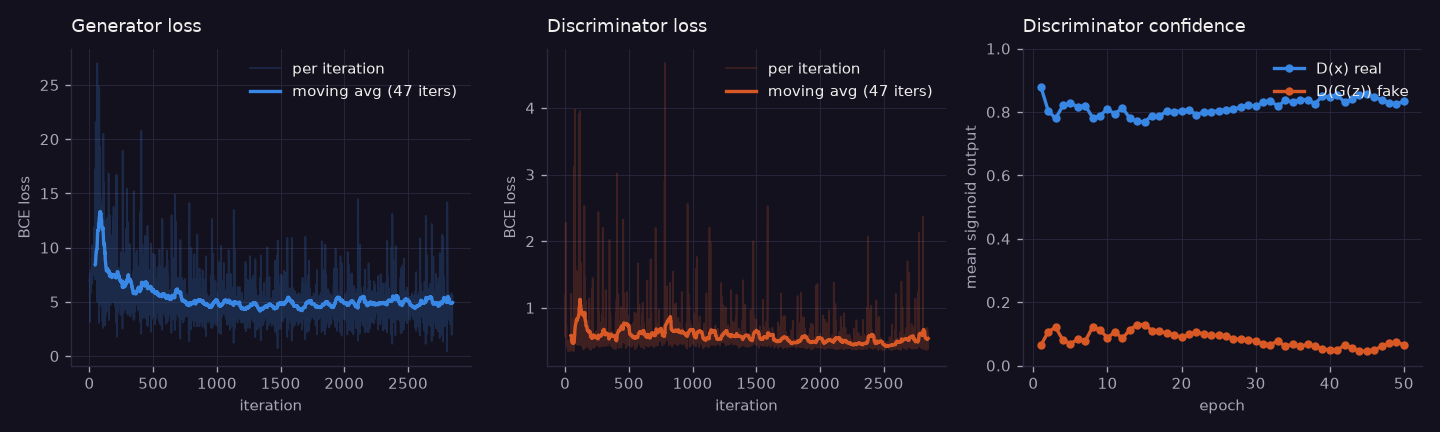 Generator loss
BCE loss
25
20
15
10
5
0
per iteration
moving avg (47 iters)
0
500
1000
1500
2000
2500
iteration
Discriminator loss
BCE loss
4
3
2
1
per iteration
moving avg (47 iters)
0
500
1000
1500
2000
2500
iteration
Discriminator confidence
mean sigmoid output
1.0
0.8
0.6
0.4
0.2
0.0
D(x) real
D(G(z)) fake
0
10
20
30
40
50
epoch